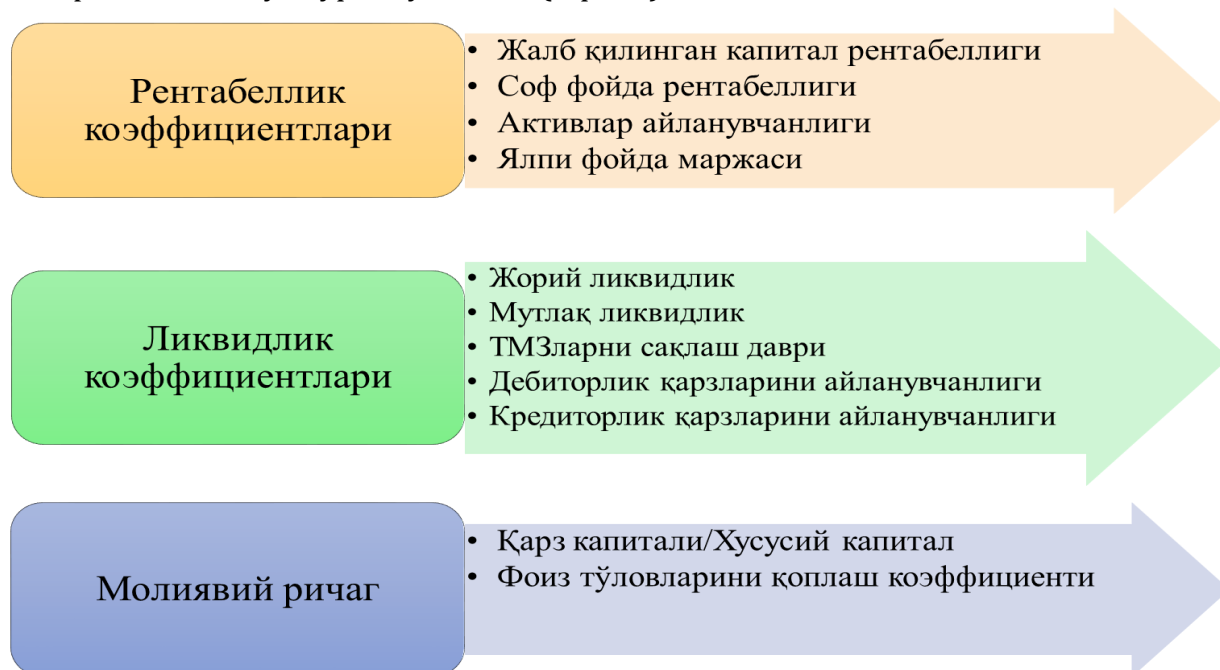 Рентабеллик
коэффициентлари
• Жалб қилинган капитал рентабеллиги
• Соф фойда рентабеллиги
• Активлар айланувчанлиги
• Ялпи фойда маржаси
Ликвидлик
коэффициентлари
• Жорий ликвидлик
• Мутлақ ликвидлик
• ТМЗларни сақлаш даври
• Дебиторлик қарзларини айланувчанлиги
• Кредиторлик қарзларини айланувчанлиги
Молиявий ричаг
• Қарз капитали/Хусусий капитал
• Фоиз тўловларини қоплаш коэффициенти